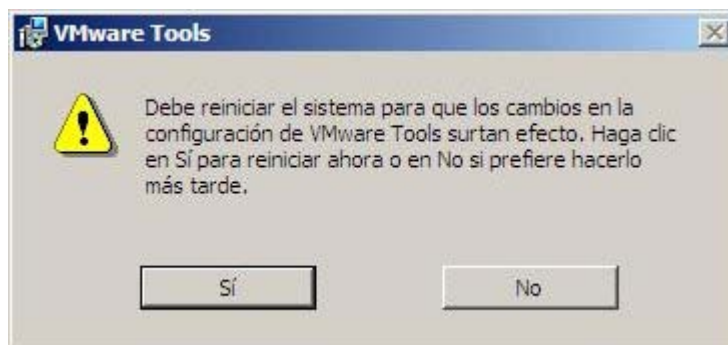 VMware Tools
Debe reiniciar el sistema para que los cambios en la
configuración de VMware Tools surtan efecto. Haga clic
en Sí para reiniciar ahora o en No si prefiere hacerlo
más tarde.
Sí
No